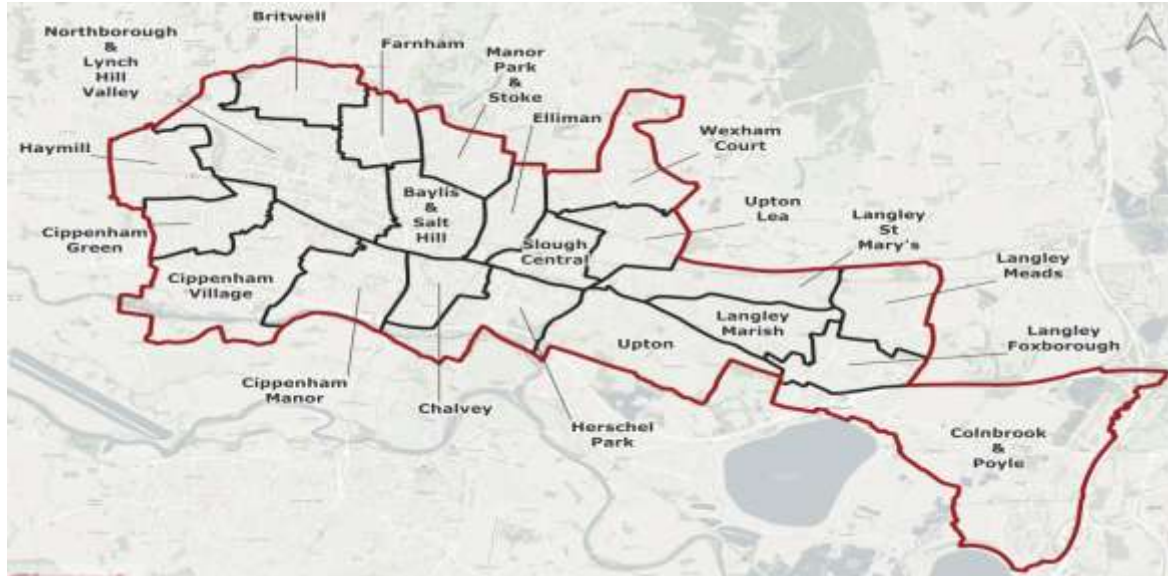 Britwell
Northborough
&
Lynch
Hill
Valley
Farnham
Manor
Park
&
Stoke
Elliman
Wexham
Court
Haymill
Baylis
&
Salt
Hill
Upton
Lea
Langley
St
Mary's
Cippenham
Green
Slough
Central
Langley
Meads
Cippenham
Village
Langley
Marish
Langley
Foxborough
Upton
Cippenham
Manor
Chalvey
Herschel
Park
Colnbrook
&
Poyle